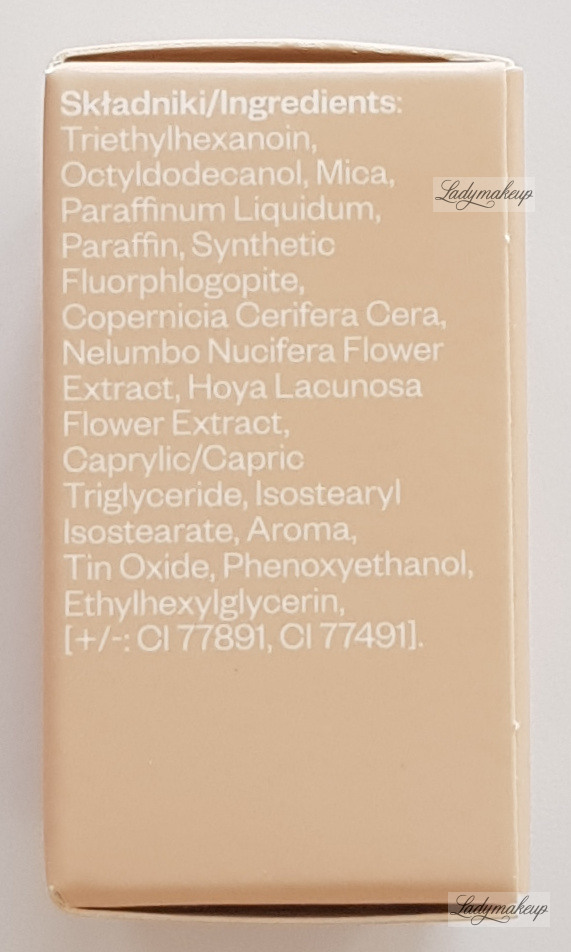 Składniki/Ingredients:
Triethylhexanoin,
Octyldodecanol, Mica,
Ladymakeup
Paraffinum Liquidum,
Paraffin, Synthetic
Fluorphlogopite,
Copernicia Cerifera Cera,
Nelumbo Nucifera Flower
Extract, Hoya Lacunosa
Flower Extract,
Caprylic/Capric
Triglyceride, Isostearyl
Isostearate, Aroma,
Tin Oxide, Phenoxyethanol,
Ethylhexylglycerin,
[+/-: CI 77891, CI 77491].
Ladymakeup